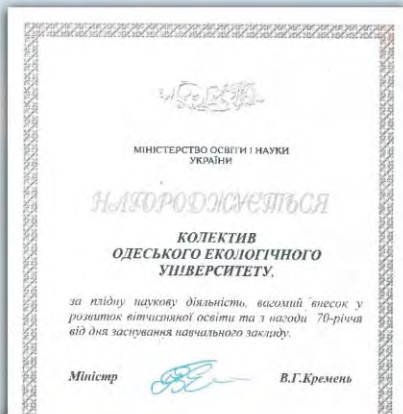 МІНІСТЕРСТВО ОСВІТИ І НАУКИ
УКРАЇНИ
НАГОРОДЖУЄТЬСЯ
КОЛЕКТИВ
ОДЕСЬКОГО ЕКОЛОГІЧНОГО
УНІВЕРСИТЕТУ,
за плідну наукову діяльність, вагомий внесок у
розвиток вітчизняної освіти та з нагоди 70-річчя
від дня заснування навчального закладу.
Міністр В.Г.Кремень